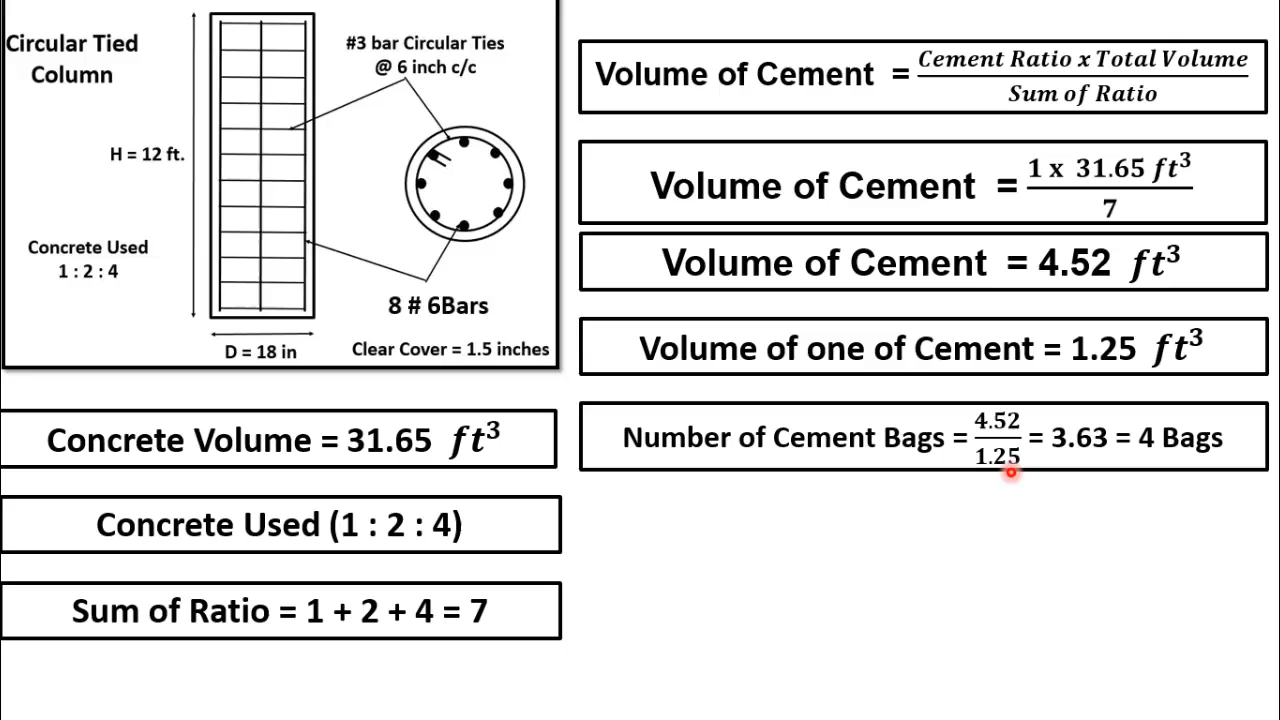 Circular Tied
Column
#3 bar Circular Ties
@ 6 inch c/c
H = 12 ft.
Concrete Used
1 : 2 : 4
8 # 6Bars
D = 18 in
Clear Cover = 1.5 inches
Concrete Volume = 31.65 ft³
Concrete Used (1 : 2 : 4)
Sum of Ratio = 1 + 2 + 4 = 7
Volume of Cement = Cement Ratio x Total Volume
Sum of Ratio
Volume of Cement = 1 x 31.65 ft³
7
Volume of Cement = 4.52 ft³
Volume of one of Cement = 1.25 ft³
Number of Cement Bags = 4.52 = 3.63 = 4 Bags
1.25